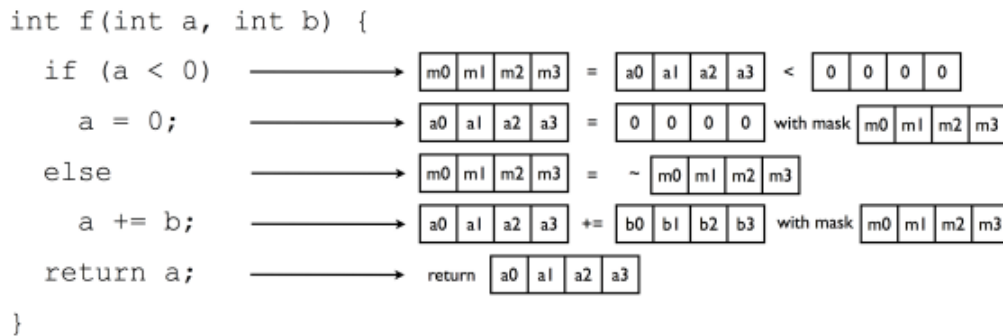 int f(int a, int b) {
if (a < 0) m0 m1 m2 m3 = a0 a1 a2 a3 < 0 0 0 0
a = 0; a0 a1 a2 a3 = 0 0 0 0 with mask m0 m1 m2 m3
else m0 m1 m2 m3 = ~ m0 m1 m2 m3
a += b; a0 a1 a2 a3 += b0 b1 b2 b3 with mask m0 m1 m2 m3
return a; return a0 a1 a2 a3
}